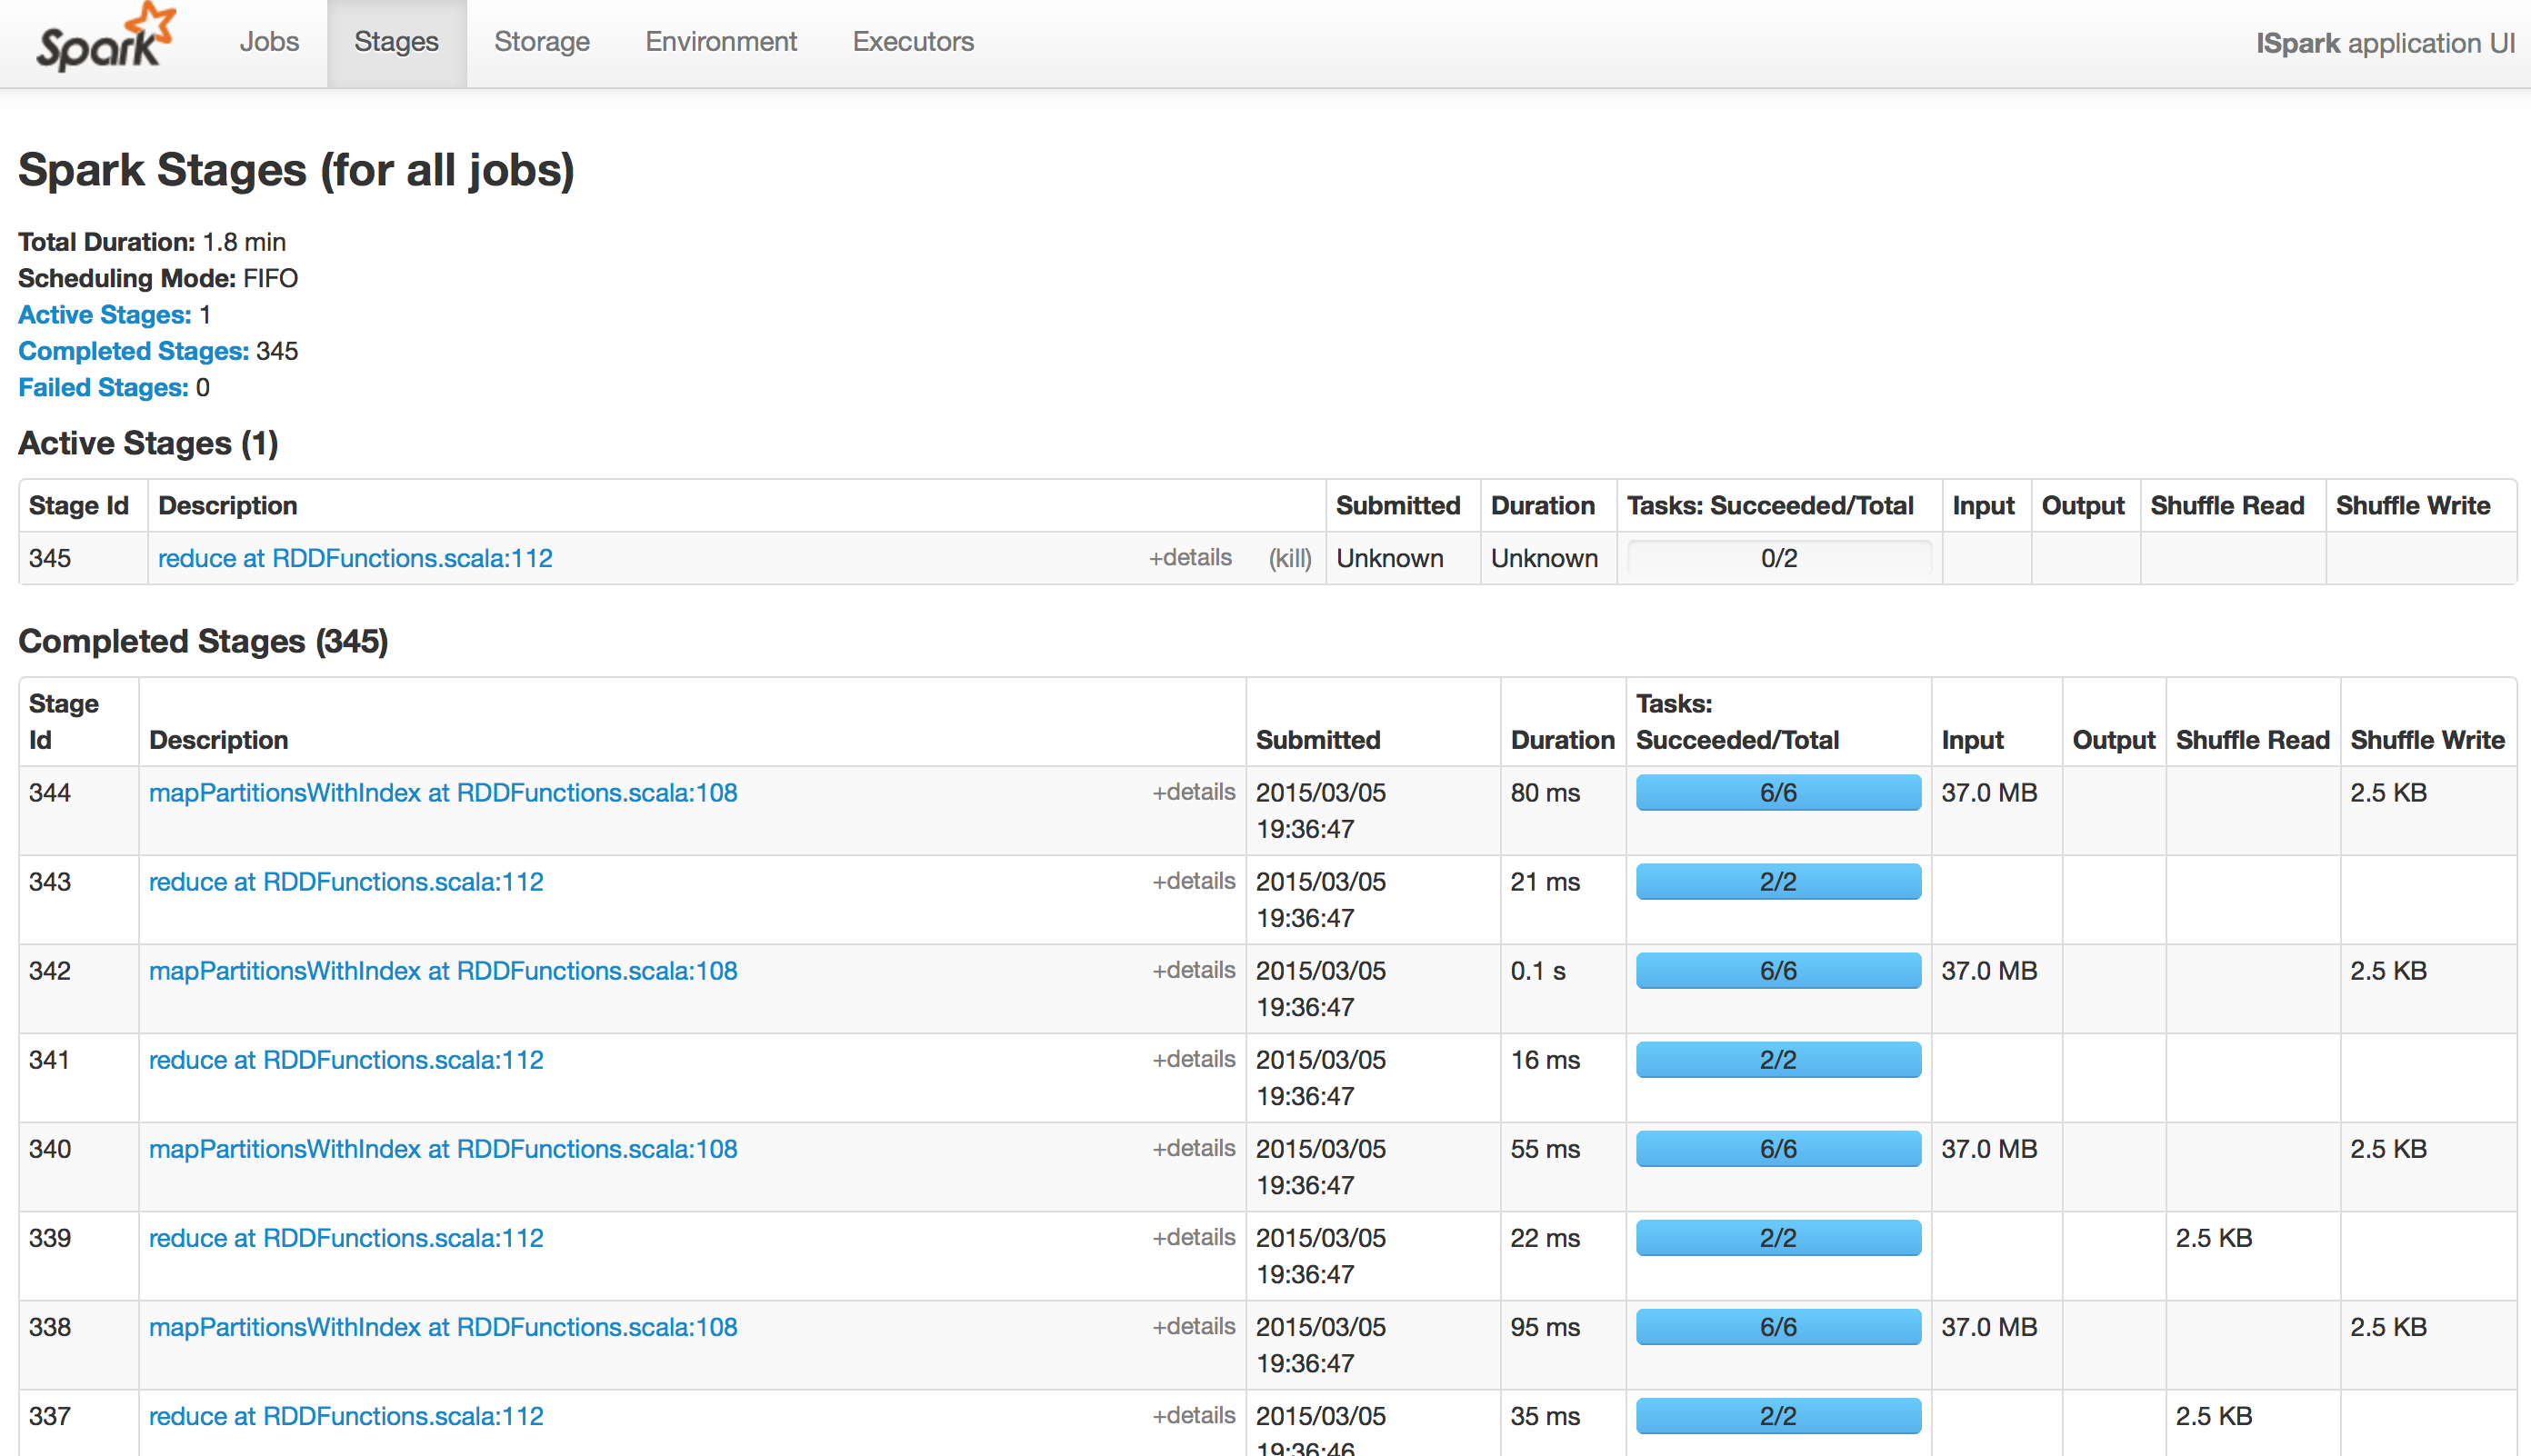 Spark Jobs Stages Storage Environment Executors ISpark application UI
Spark Stages (for all jobs)
Total Duration: 1.8 min
Scheduling Mode: FIFO
Active Stages: 1
Completed Stages: 345
Failed Stages: 0
Active Stages (1)
Stage Id Description Submitted Duration Tasks: Succeeded/Total Input Output Shuffle Read Shuffle Write
345 reduce at RDDFunctions.scala:112 +details (kill) Unknown Unknown 0/2
Completed Stages (345)
Stage Tasks:
Id Description Submitted Duration Succeeded/Total Input Output Shuffle Read Shuffle Write
344 mapPartitionsWithIndex at RDDFunctions.scala:108 +details 2015/03/05 80 ms 6/6 37.0 MB 2.5 KB
19:36:47
343 reduce at RDDFunctions.scala:112 +details 2015/03/05 21 ms 2/2
19:36:47
342 mapPartitionsWithIndex at RDDFunctions.scala:108 +details 2015/03/05 0.1 s 6/6 37.0 MB 2.5 KB
19:36:47
341 reduce at RDDFunctions.scala:112 +details 2015/03/05 16 ms 2/2
19:36:47
340 mapPartitionsWithIndex at RDDFunctions.scala:108 +details 2015/03/05 55 ms 6/6 37.0 MB 2.5 KB
19:36:47
339 reduce at RDDFunctions.scala:112 +details 2015/03/05 22 ms 2/2 2.5 KB
19:36:47
338 mapPartitionsWithIndex at RDDFunctions.scala:108 +details 2015/03/05 95 ms 6/6 37.0 MB 2.5 KB
19:36:47
337 reduce at RDDFunctions.scala:112 +details 2015/03/05 35 ms 2/2 2.5 KB
19:36:46